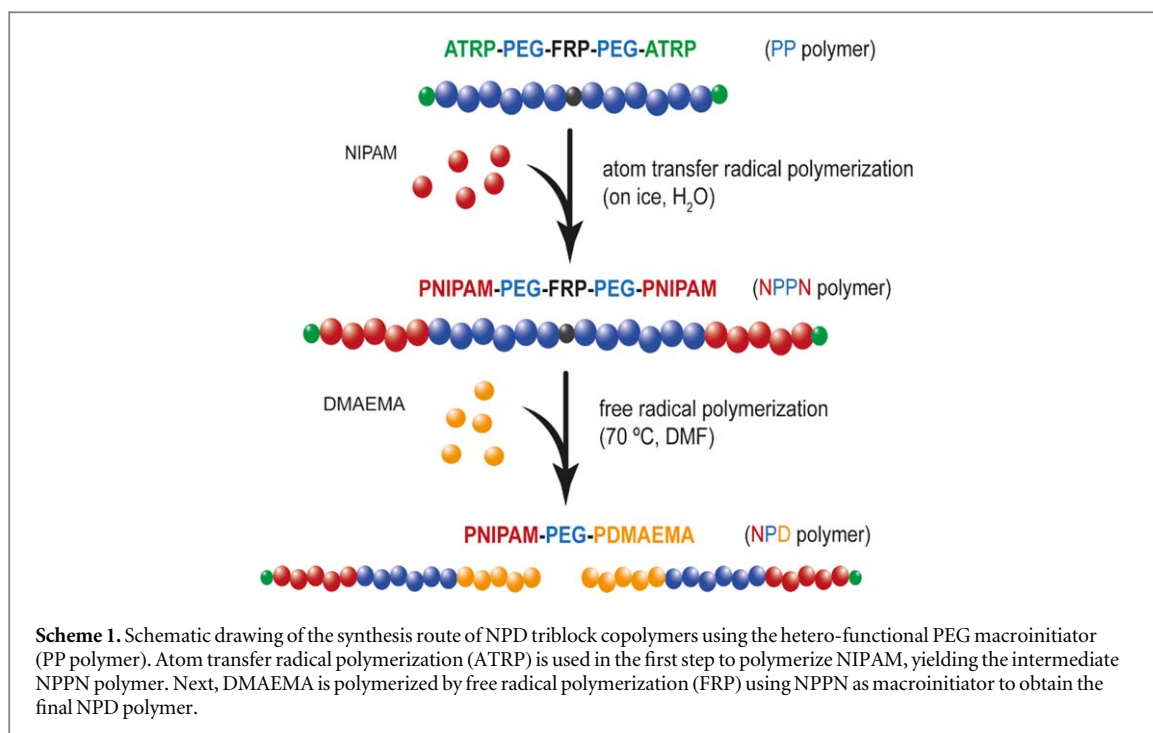 ATRP-PEG-FRP-PEG-ATRP (PP polymer)
NIPAM
atom transfer radical polymerization
(on ice, H₂O)
PNIPAM-PEG-FRP-PEG-PNIPAM (NPPN polymer)
DMAEMA
free radical polymerization
(70 ºC, DMF)
PNIPAM-PEG-PDMAEMA (NPD polymer)
Scheme 1. Schematic drawing of the synthesis route of NPD triblock copolymers using the hetero-functional PEG macroinitiator
(PP polymer). Atom transfer radical polymerization (ATRP) is used in the first step to polymerize NIPAM, yielding the intermediate
NPPN polymer. Next, DMAEMA is polymerized by free radical polymerization (FRP) using NPPN as macroinitiator to obtain the
final NPD polymer.